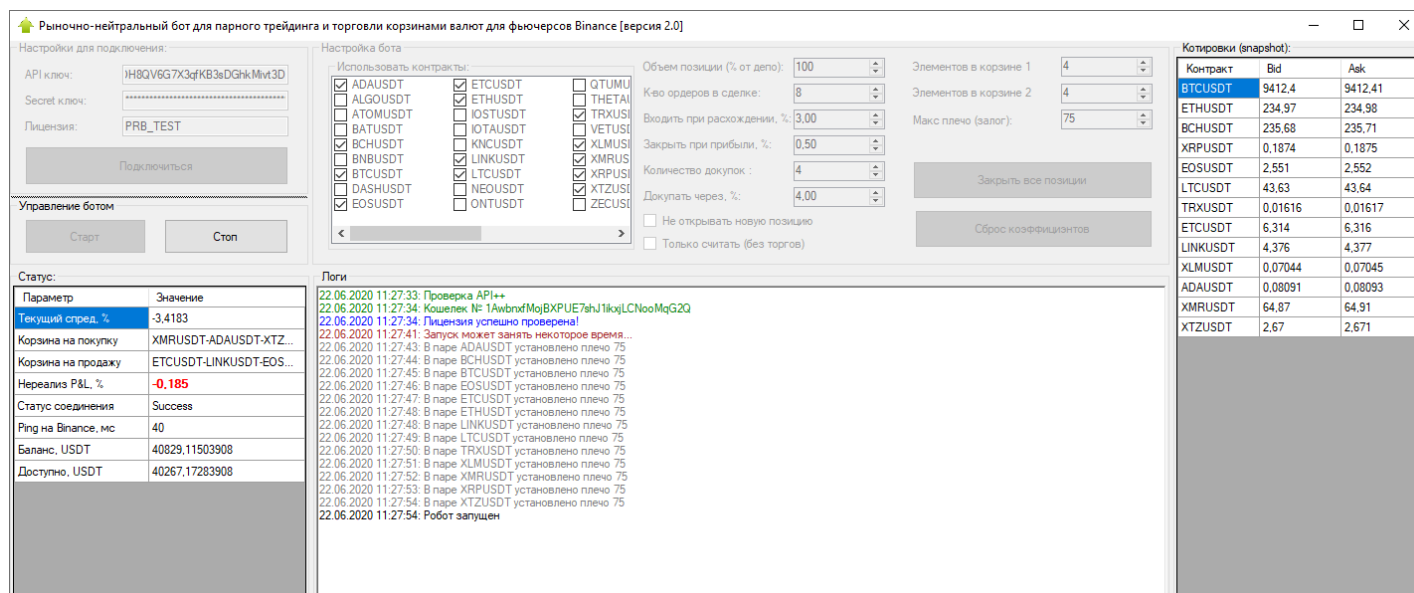 Рыночно-нейтральный бот для парного трейдинга и торговли корзинами валют для фьючерсов Binance [версия 2.0]
Настройки для подключения:
API ключ:
Secret ключ:
**************************************
Лицензия: PRB_TEST
Подключиться
Управление ботом
Старт Стоп
Настройка бота
Использовать контракты:
ADAUSDT ETCUSDT QTUMU
ALGOUSDT ETHUSDT THETAU
ATOMUSDT IOSTUSDT TRXUSI
BATUSDT IOTAUSDT VETUSD
BCHUSDT KNCUSDT XLMUSI
BNBUSDT LINKUSDT XMRUS
BTCUSDT LTCUSDT XRPUSI
DASHUSDT NEOUSDT XTZUSD
EOSUSDT ONTUSDT ZECUSD
Объем позиции (% от депо): 100
К-во ордеров в сделке: 8
Входить при расхождении, %: 3,00
Закрыть при прибыли, %: 0,50
Количество докупок : 4
Докупать через, %: 4,00
Не открывать новую позицию
Только считать (без торгов)
Элементов в корзине 1 4
Элементов в корзине 2 4
Макс плечо (залог): 75
Закрыть все позиции
Сброс коэффициэнтов
Котировки (snapshot):
Контракт Bid Ask
BTCUSDT 9412,4 9412,41
ETHUSDT 234,97 234,98
BCHUSDT 235,68 235,71
XRPUSDT 0,1874 0,1875
EOSUSDT 2,551 2,552
LTCUSDT 43,63 43,64
TRXUSDT 0,01616 0,01617
ETCUSDT 6,314 6,316
LINKUSDT 4,376 4,377
XLMUSDT 0,07044 0,07045
ADAUSDT 0,08091 0,08093
XMRUSDT 64,87 64,91
XTZUSDT 2,67 2,671
Статус:
Параметр Значение
Текущий спред, % -3,4183
Корзина на покупку XMRUSDT-ADAUSDT-XTZ...
Корзина на продажу ETCUSDT-LINKUSDT-EOS...
Нереализ P&L, % -0,185
Статус соединения Success
Ping на Binance, мс 40
Баланс, USDT 40829,11503908
Доступно, USDT 40267,17283908
Логи
22.06.2020 11:27:33: Проверка API++
22.06.2020 11:27:34: Кошелек № 1AwbnxfMojBXPUE7shJ1ikxjLCNooMqG2Q
22.06.2020 11:27:34: Лицензия успешно проверена!
22.06.2020 11:27:41: Запуск может занять некоторое время...
22.06.2020 11:27:43: В паре ADAUSDT установлено плечо 75
22.06.2020 11:27:44: В паре BCHUSDT установлено плечо 75
22.06.2020 11:27:45: В паре BTCUSDT установлено плечо 75
22.06.2020 11:27:46: В паре EOSUSDT установлено плечо 75
22.06.2020 11:27:47: В паре ETCUSDT установлено плечо 75
22.06.2020 11:27:48: В паре ETHUSDT установлено плечо 75
22.06.2020 11:27:48: В паре LINKUSDT установлено плечо 75
22.06.2020 11:27:49: В паре LTCUSDT установлено плечо 75
22.06.2020 11:27:50: В паре TRXUSDT установлено плечо 75
22.06.2020 11:27:51: В паре XLMUSDT установлено плечо 75
22.06.2020 11:27:52: В паре XMRUSDT установлено плечо 75
22.06.2020 11:27:53: В паре XRPUSDT установлено плечо 75
22.06.2020 11:27:54: В паре XTZUSDT установлено плечо 75
22.06.2020 11:27:54: Робот запущен